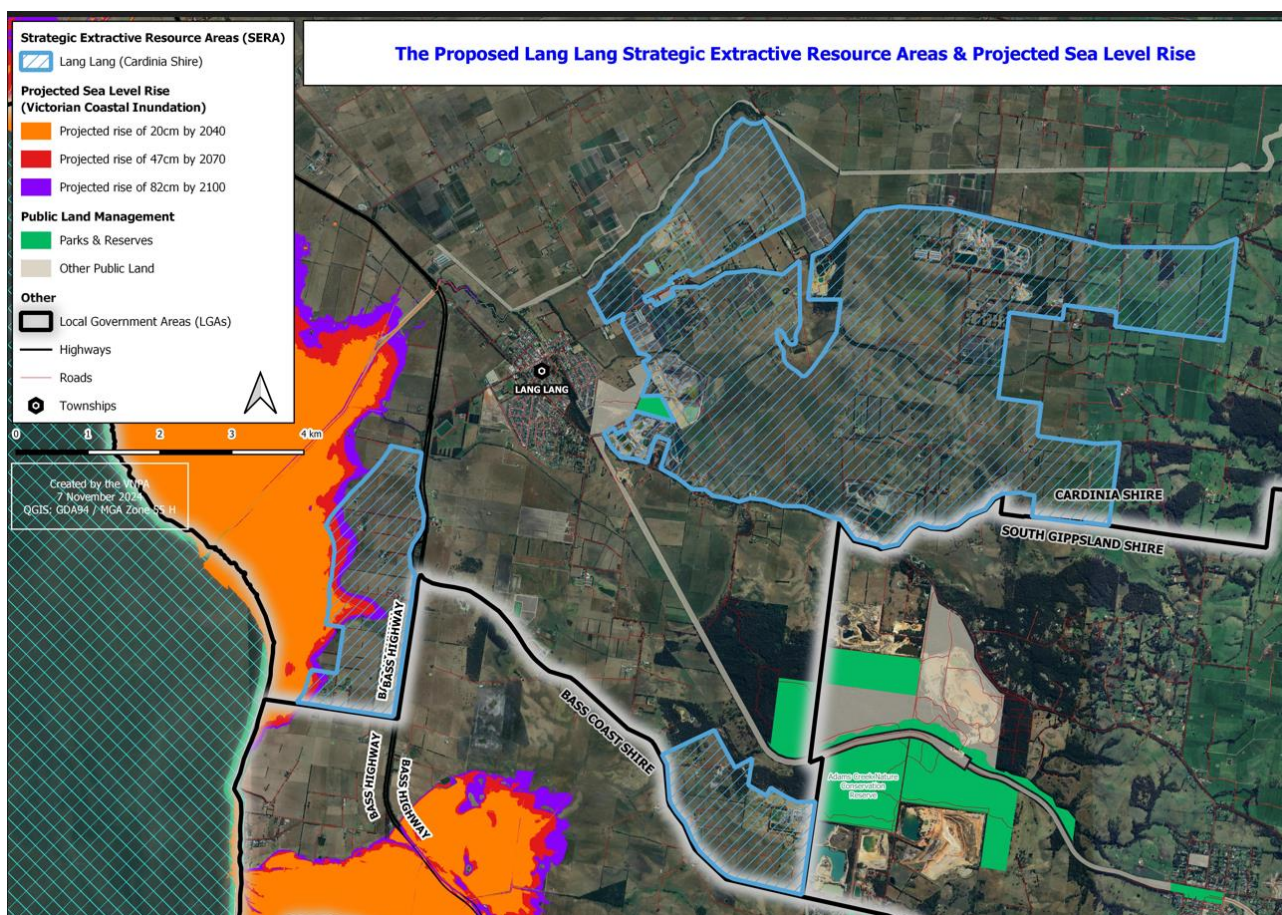 Strategic Extractive Resource Areas (SERA)
Lang Lang (Cardinia Shire)
Projected Sea Level Rise
(Victorian Coastal Inundation)
Projected rise of 20cm by 2040
Projected rise of 47cm by 2070
Projected rise of 82cm by 2100
Public Land Management
Parks & Reserves
Other Public Land
Other
Local Government Areas (LGAs)
Highways
Roads
Townships
0 1 2 3 4 km
Created by the VNPA
7 November 2024
QGIS: GDA94 / MGA Zone 55 H
The Proposed Lang Lang Strategic Extractive Resource Areas & Projected Sea Level Rise
LANG LANG
CARDINIA SHIRE
SOUTH GIPPSLAND SHIRE
BASS HIGHWAY
BASS COAST SHIRE
BASS HIGHWAY
BASS HIGHWAY
Adams Creek Nature
Conservation
Reserve